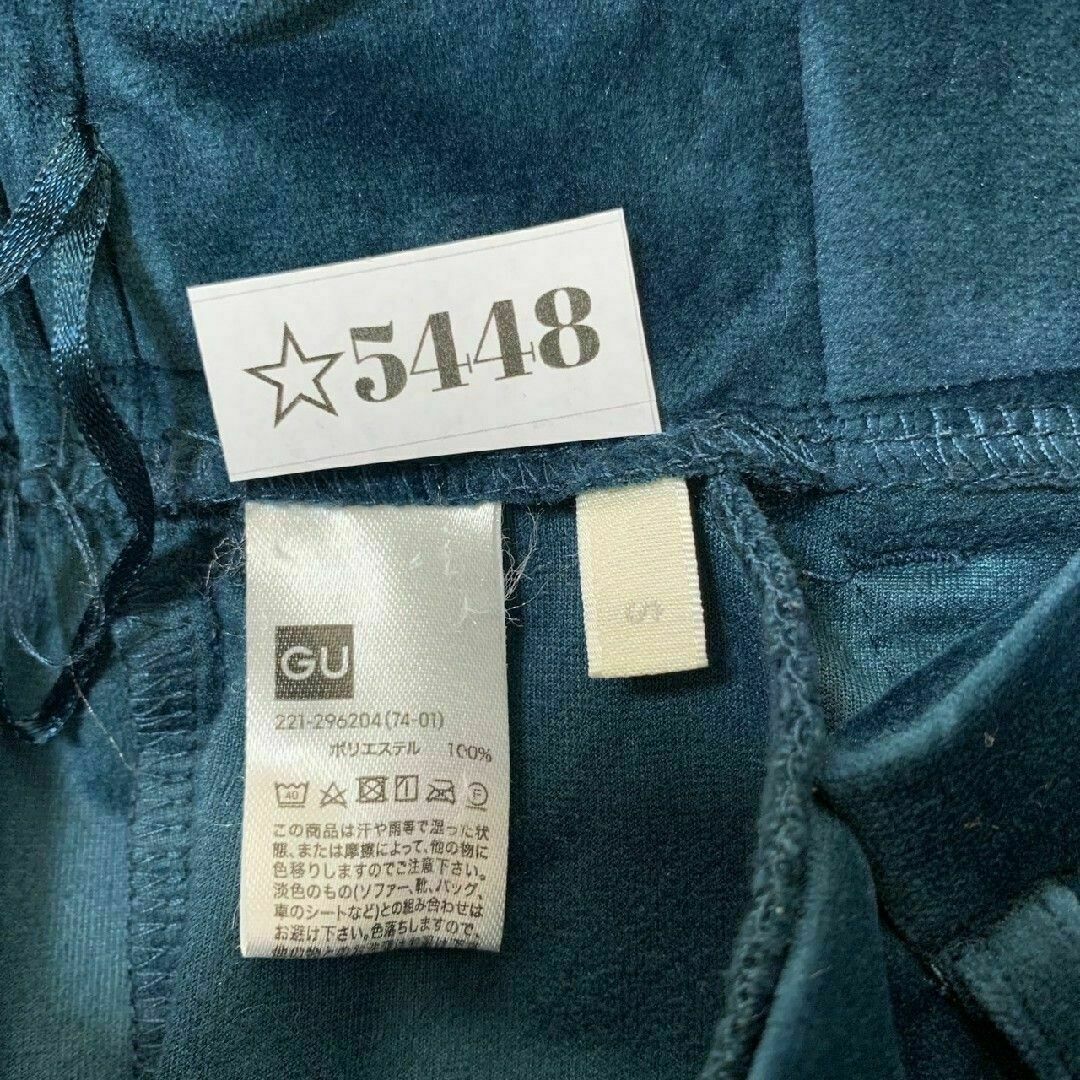 ☆5448
GU
221-296204(74-01)
ポリエステル 100%
40 F
この商品は汗や雨等で湿った状
態、または摩擦によって、他の物に
色移りしますのでご注意下さい。
淡色のもの(ソファー、靴、バッグ、
車のシートなど)との組み合わせは
お避け下さい。色落ちしますので、